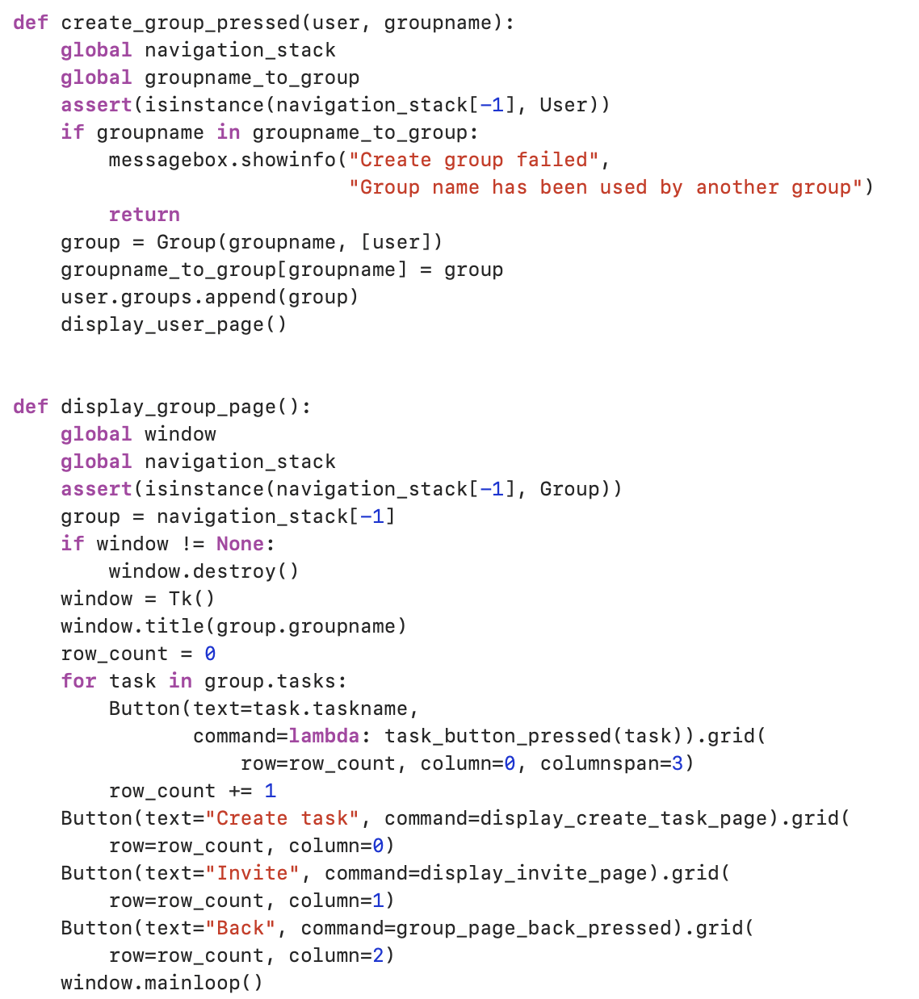 def create_group_pressed(user, groupname):
    global navigation_stack
    global groupname_to_group
    assert(isinstance(navigation_stack[-1], User))
    if groupname in groupname_to_group:
        messagebox.showinfo("Create group failed",
                            "Group name has been used by another group")
        return
    group = Group(groupname, [user])
    groupname_to_group[groupname] = group
    user.groups.append(group)
    display_user_page()


def display_group_page():
    global window
    global navigation_stack
    assert(isinstance(navigation_stack[-1], Group))
    group = navigation_stack[-1]
    if window != None:
        window.destroy()
    window = Tk()
    window.title(group.groupname)
    row_count = 0
    for task in group.tasks:
        Button(text=task.taskname,
               command=lambda: task_button_pressed(task)).grid(
                   row=row_count, column=0, columnspan=3)
        row_count += 1
    Button(text="Create task", command=display_create_task_page).grid(
        row=row_count, column=0)
    Button(text="Invite", command=display_invite_page).grid(
        row=row_count, column=1)
    Button(text="Back", command=group_page_back_pressed).grid(
        row=row_count, column=2)
    window.mainloop()